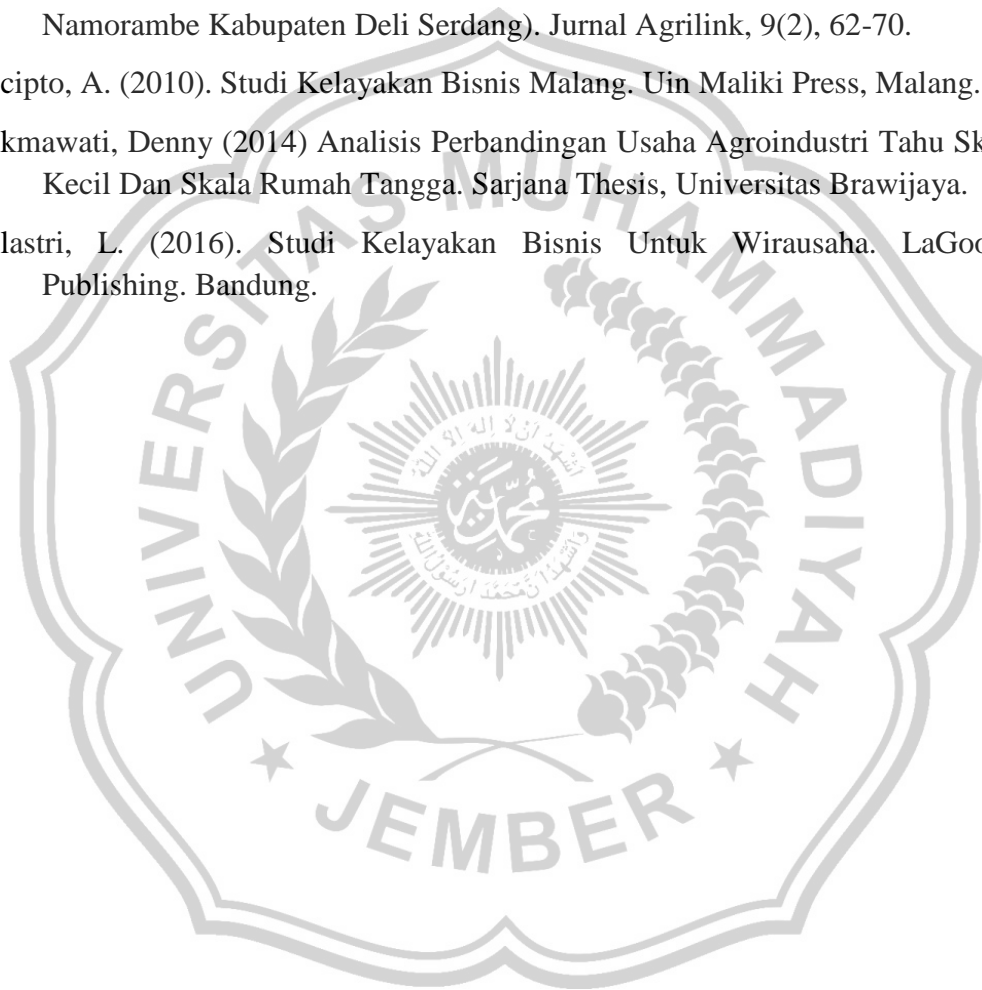 Namorambe Kabupaten Deli Serdang). Jurnal Agrilink, 9(2), 62-70.
cipto, A. (2010). Studi Kelayakan Bisnis Malang. Uin Maliki Press, Malang.
kmawati, Denny (2014) Analisis Perbandingan Usaha Agroindustri Tahu Sk
Kecil Dan Skala Rumah Tangga. Sarjana Thesis, Universitas Brawijaya.
lastri, L. (2016). Studi Kelayakan Bisnis Untuk Wirausaha. LaGoo
Publishing. Bandung.
UNIVERSITAS MUHAMMADIYAH
JEMBER